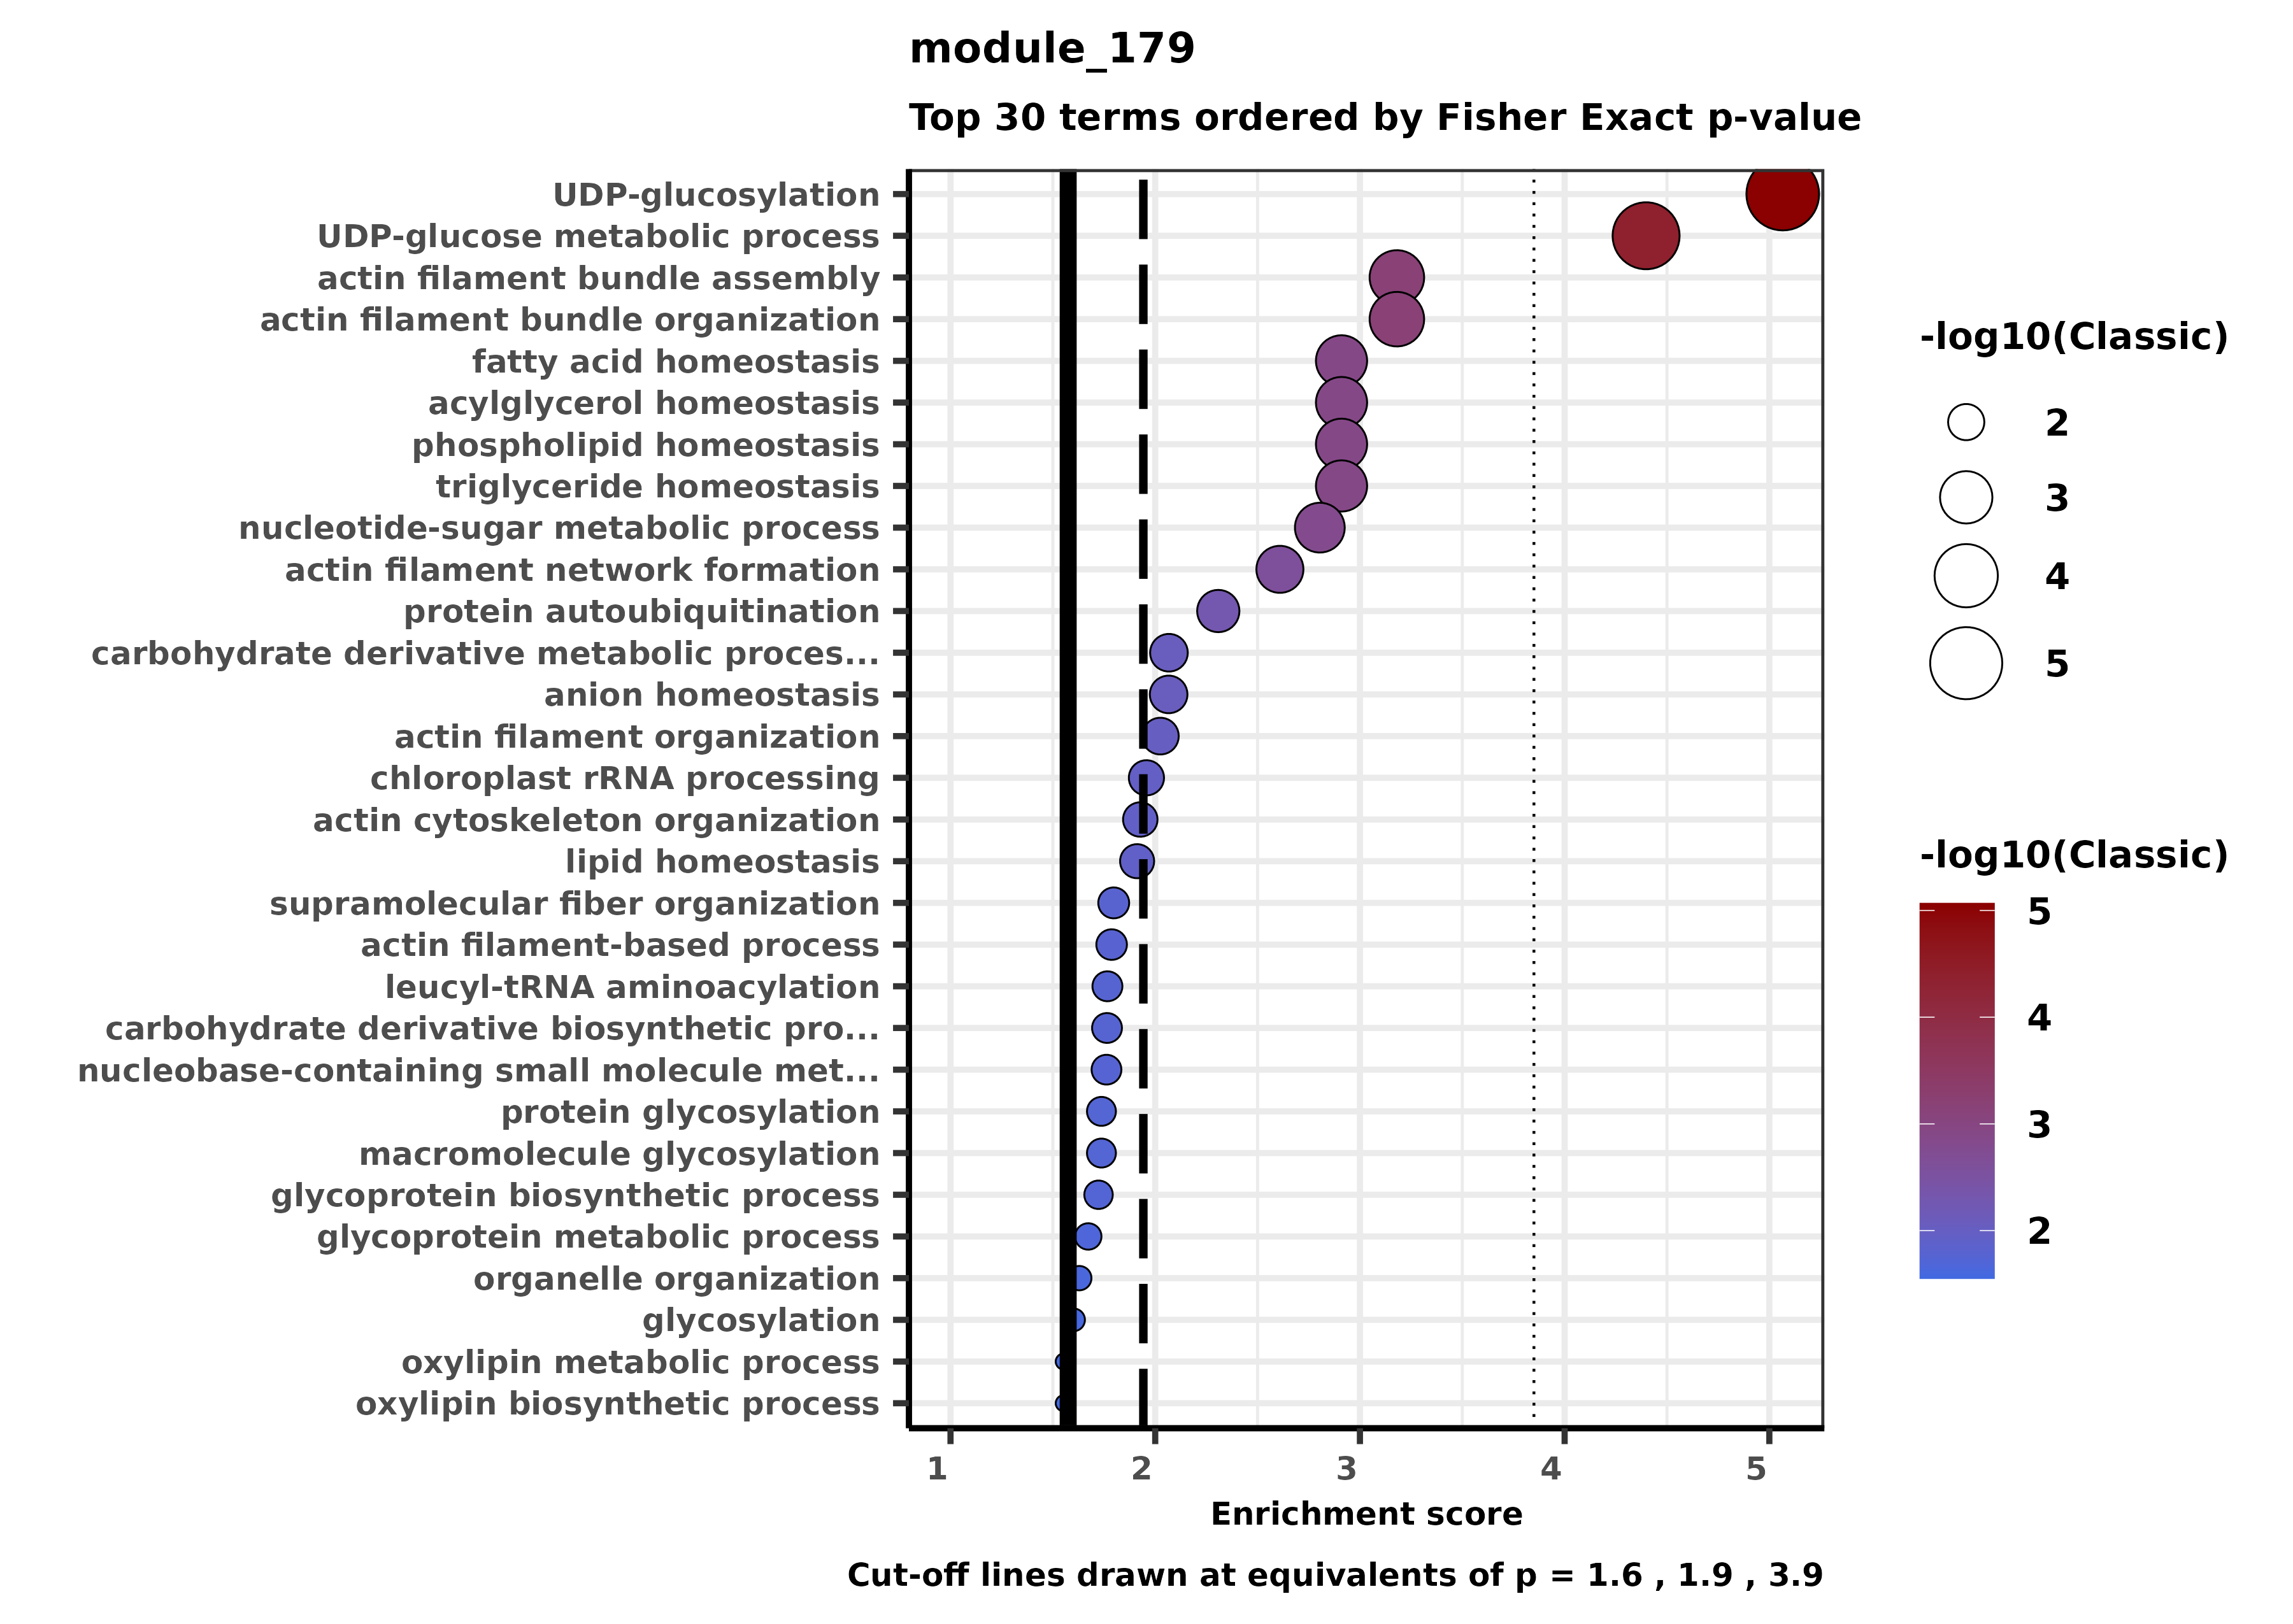 module_179
Top 30 terms ordered by Fisher Exact p-value
UDP-glucosylation
UDP-glucose metabolic process
actin filament bundle assembly
actin filament bundle organization
fatty acid homeostasis
acylglycerol homeostasis
phospholipid homeostasis
triglyceride homeostasis
nucleotide-sugar metabolic process
actin filament network formation
protein autoubiquitination
carbohydrate derivative metabolic proces...
anion homeostasis
actin filament organization
chloroplast rRNA processing
actin cytoskeleton organization
lipid homeostasis
supramolecular fiber organization
actin filament-based process
leucyl-tRNA aminoacylation
carbohydrate derivative biosynthetic pro...
nucleobase-containing small molecule met...
protein glycosylation
macromolecule glycosylation
glycoprotein biosynthetic process
glycoprotein metabolic process
organelle organization
glycosylation
oxylipin metabolic process
oxylipin biosynthetic process
1 2 3 4 5
Enrichment score
Cut-off lines drawn at equivalents of p = 1.6 , 1.9 , 3.9
-log10(Classic)
2
3
4
5
-log10(Classic)
5
4
3
2